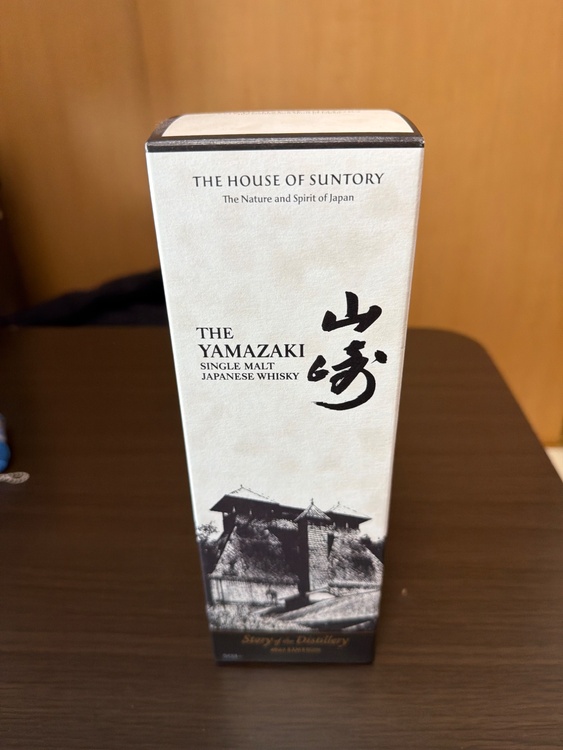 THE HOUSE OF SUNTORY
The Nature and Spirit of Japan
THE
YAMAZAKI
SINGLE MALT
JAPANESE WHISKY
山崎
Story of the Distillery
EDITION